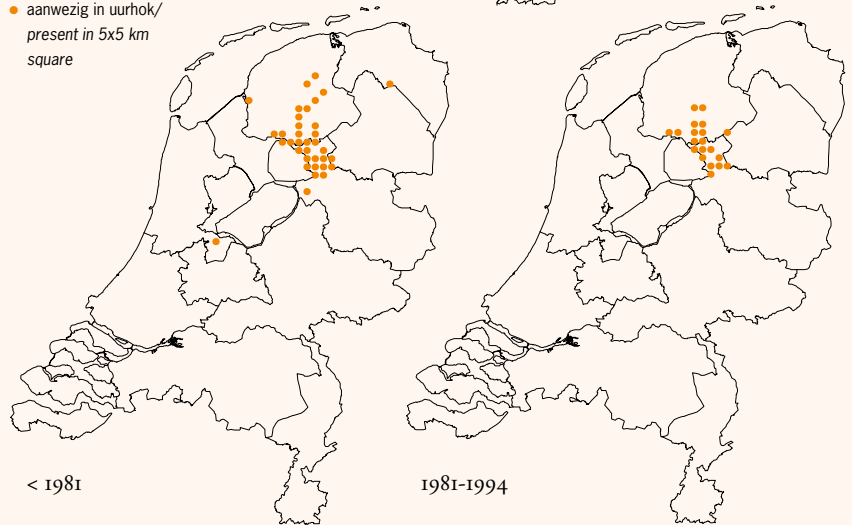 aanwezig in uurhok/
present in 5x5 km
square
< 1981
1981-1994